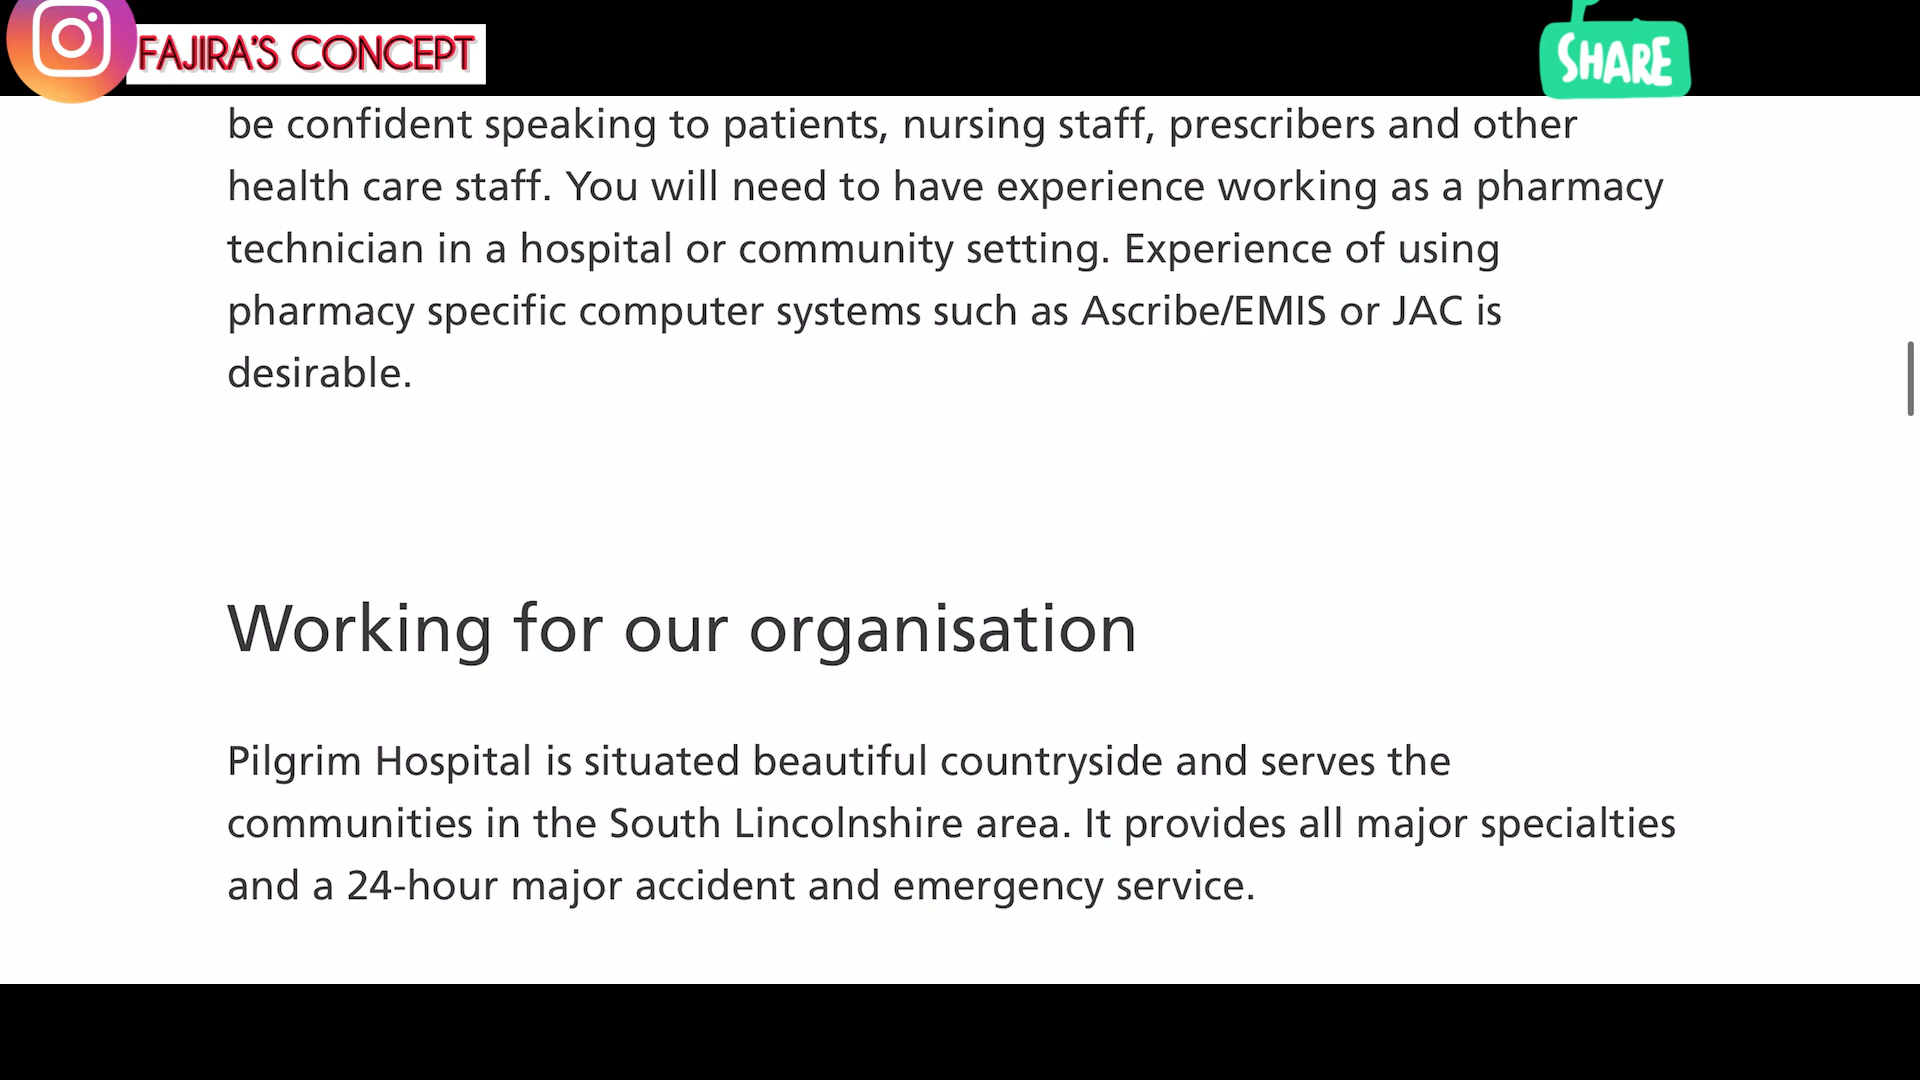 FAJIRA'S CONCEPT
SHARE
be confident speaking to patients, nursing staff, prescribers and other
health care staff. You will need to have experience working as a pharmacy
technician in a hospital or community setting. Experience of using
pharmacy specific computer systems such as Ascribe/EMIS or JAC is
desirable.
Working for our organisation
Pilgrim Hospital is situated beautiful countryside and serves the
communities in the South Lincolnshire area. It provides all major specialties
and a 24-hour major accident and emergency service.